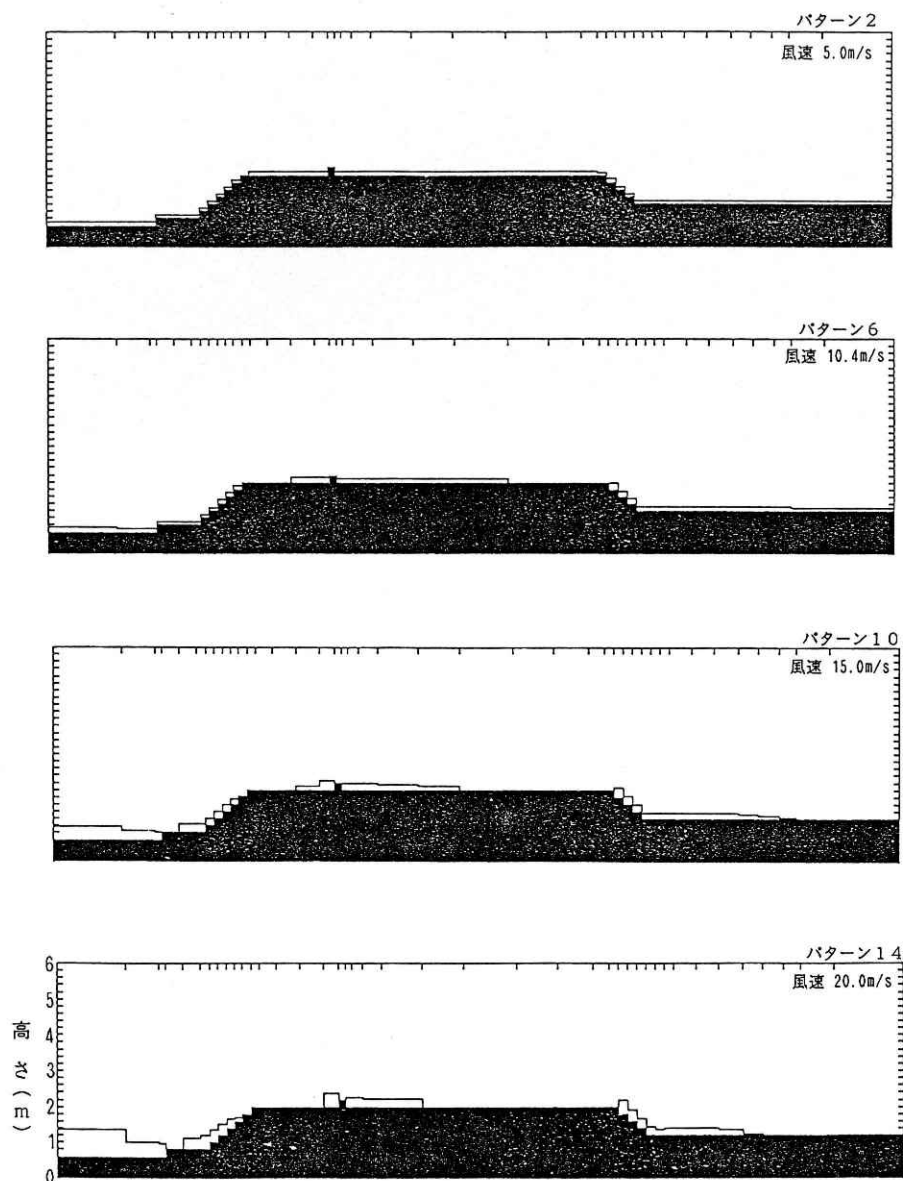 パターン2
風速 5.0m/s
パターン6
風速 10.4m/s
パターン10
風速 15.0m/s
パターン14
風速 20.0m/s
6
5
4
3
2
1
0
高さ(m)